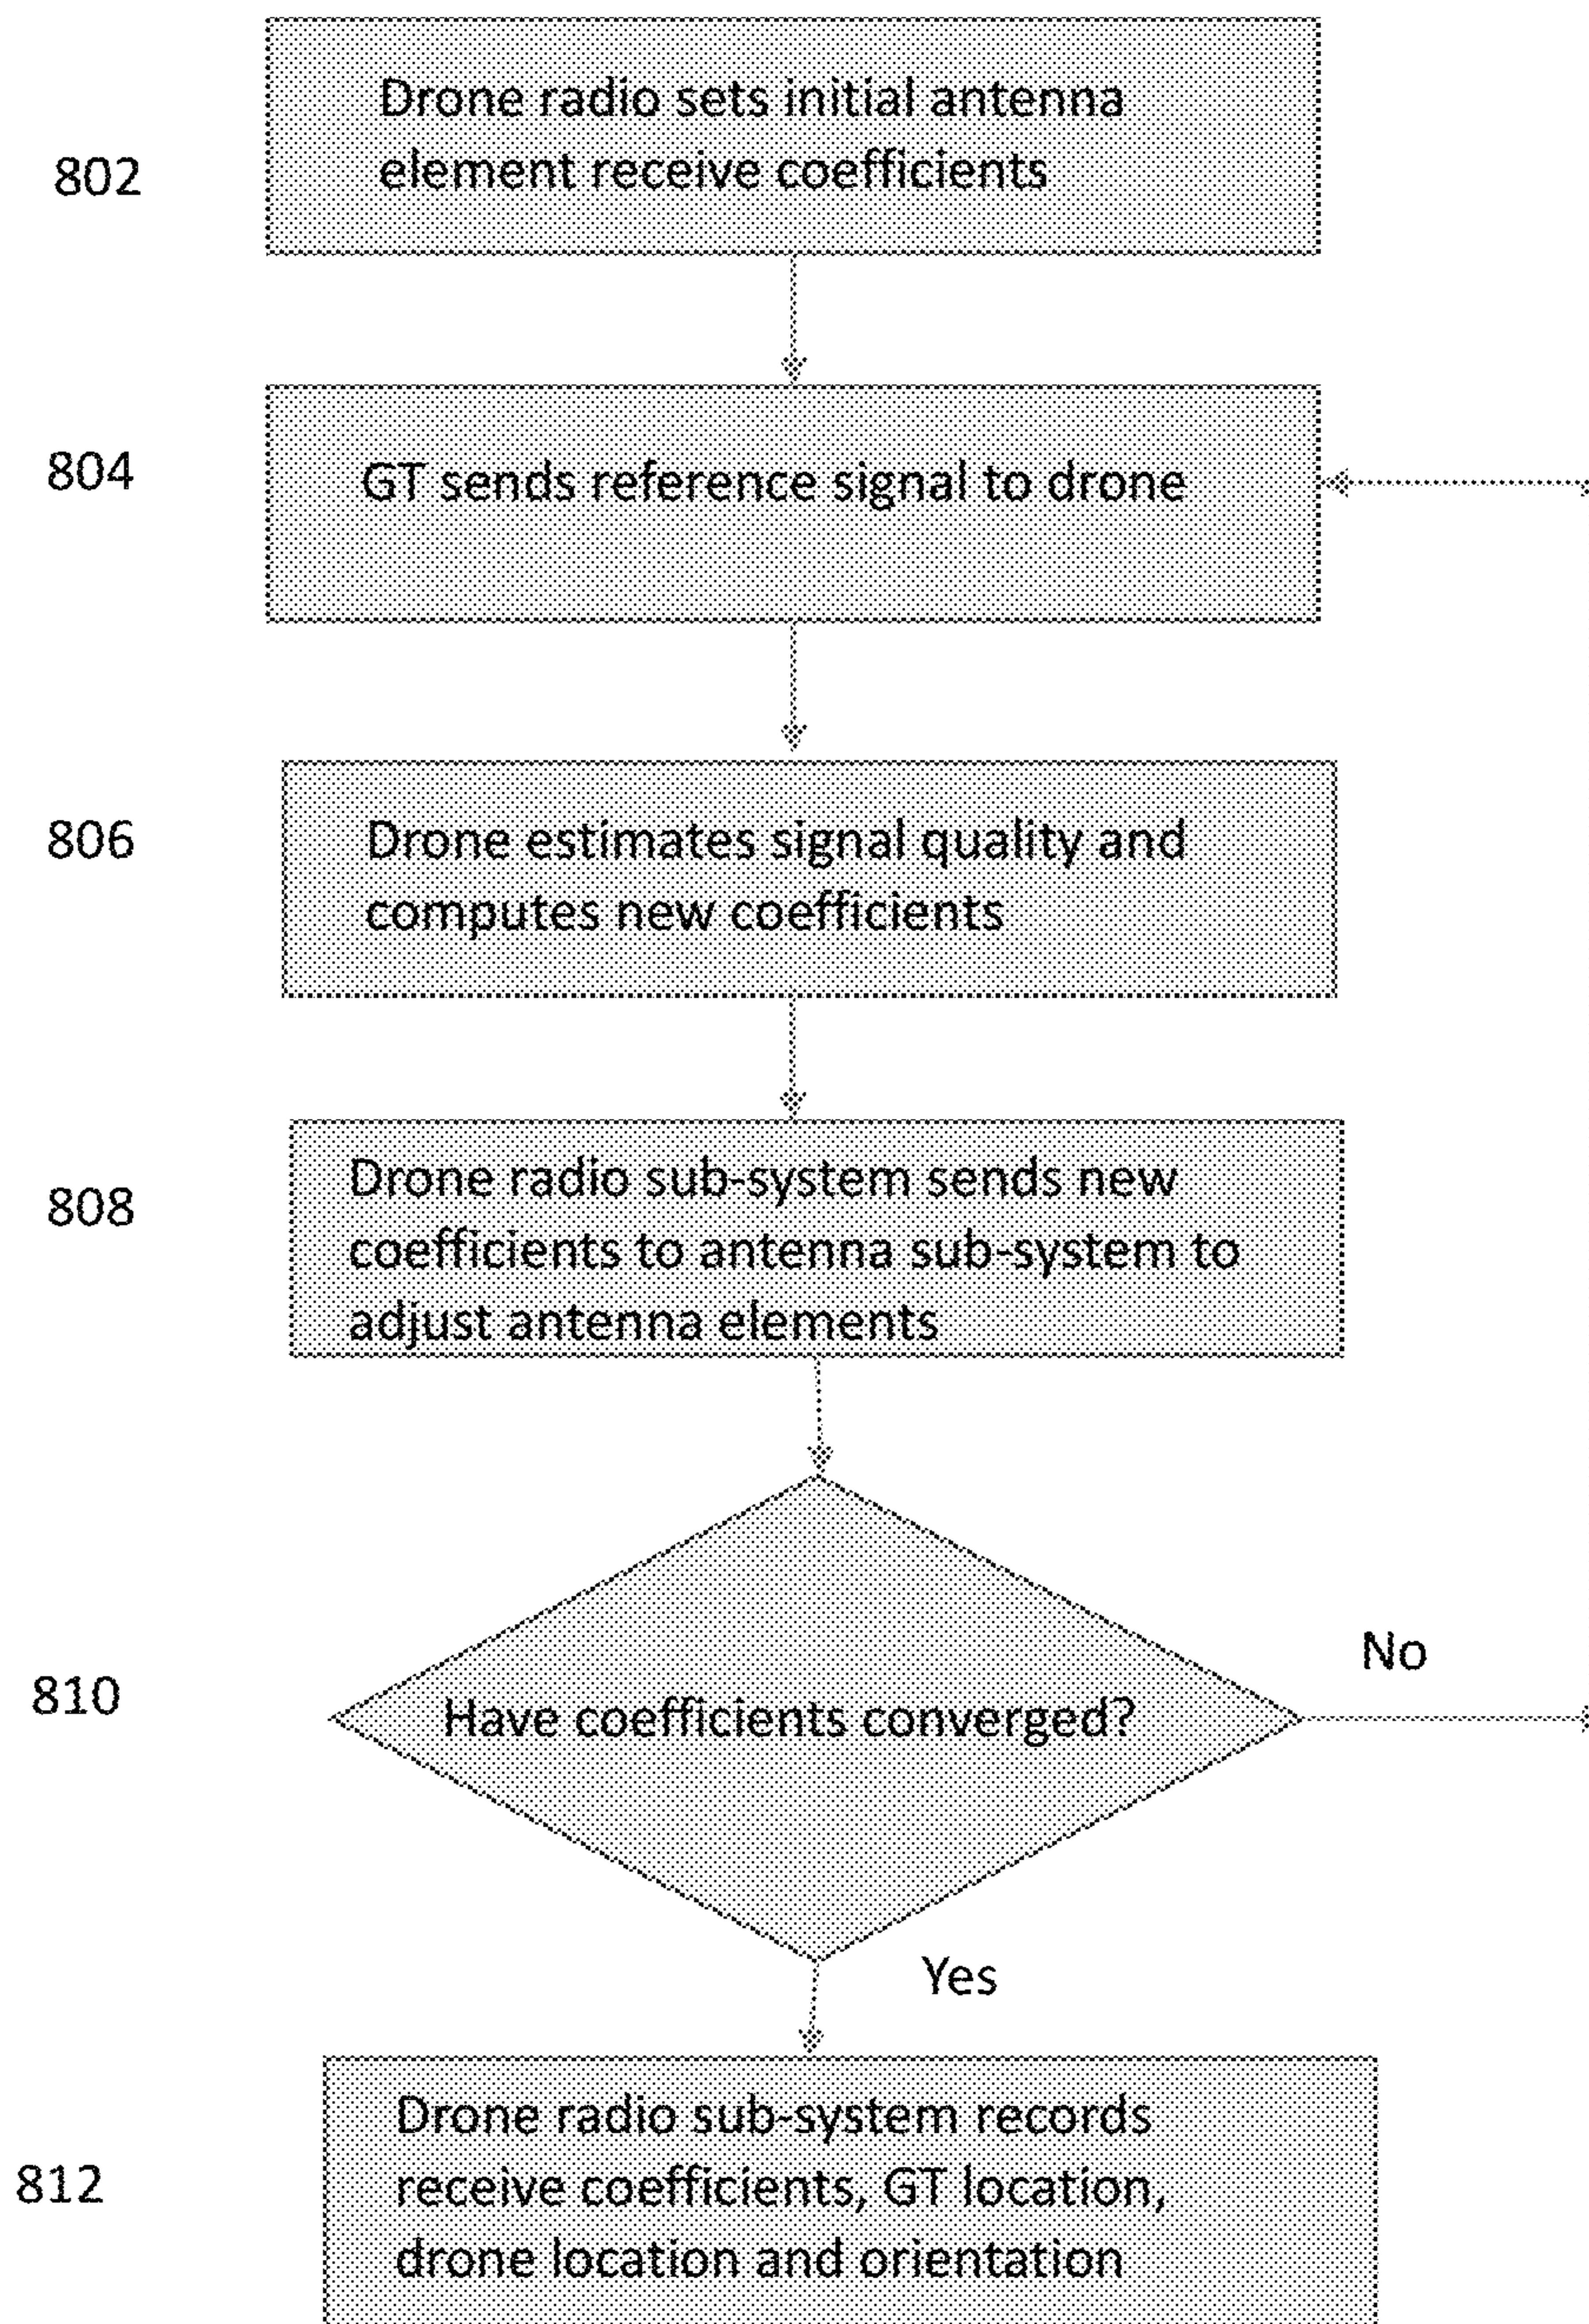 802
Drone radio sets initial antenna
element receive coefficients
804
GT sends reference signal to drone
806
Drone estimates signal quality and
computes new coefficients
808
Drone radio sub-system sends new
coefficients to antenna sub-system to
adjust antenna elements
810
Have coefficients converged?
No
Yes
812
Drone radio sub-system records
receive coefficients, GT location,
drone location and orientation